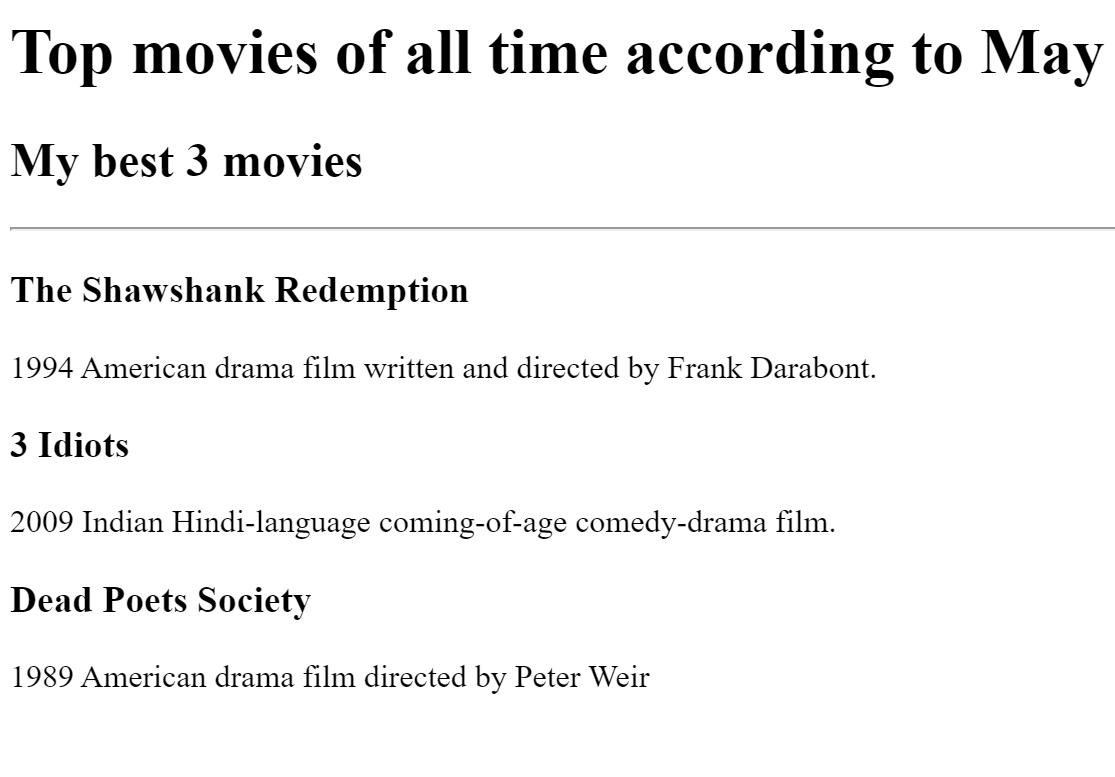 Top movies of all time according to May
My best 3 movies
The Shawshank Redemption
1994 American drama film written and directed by Frank Darabont.
3 Idiots
2009 Indian Hindi-language coming-of-age comedy-drama film.
Dead Poets Society
1989 American drama film directed by Peter Weir